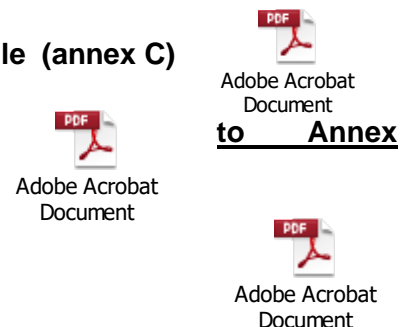 PDF
le (annex C)
Adobe Acrobat
Document
to Annex
PDF
Adobe Acrobat
Document
PDF
Adobe Acrobat
Document